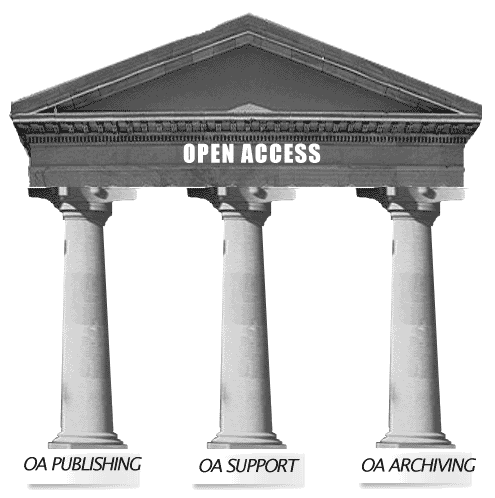 OPEN ACCESS
OA PUBLISHING
OA SUPPORT
OA ARCHIVING